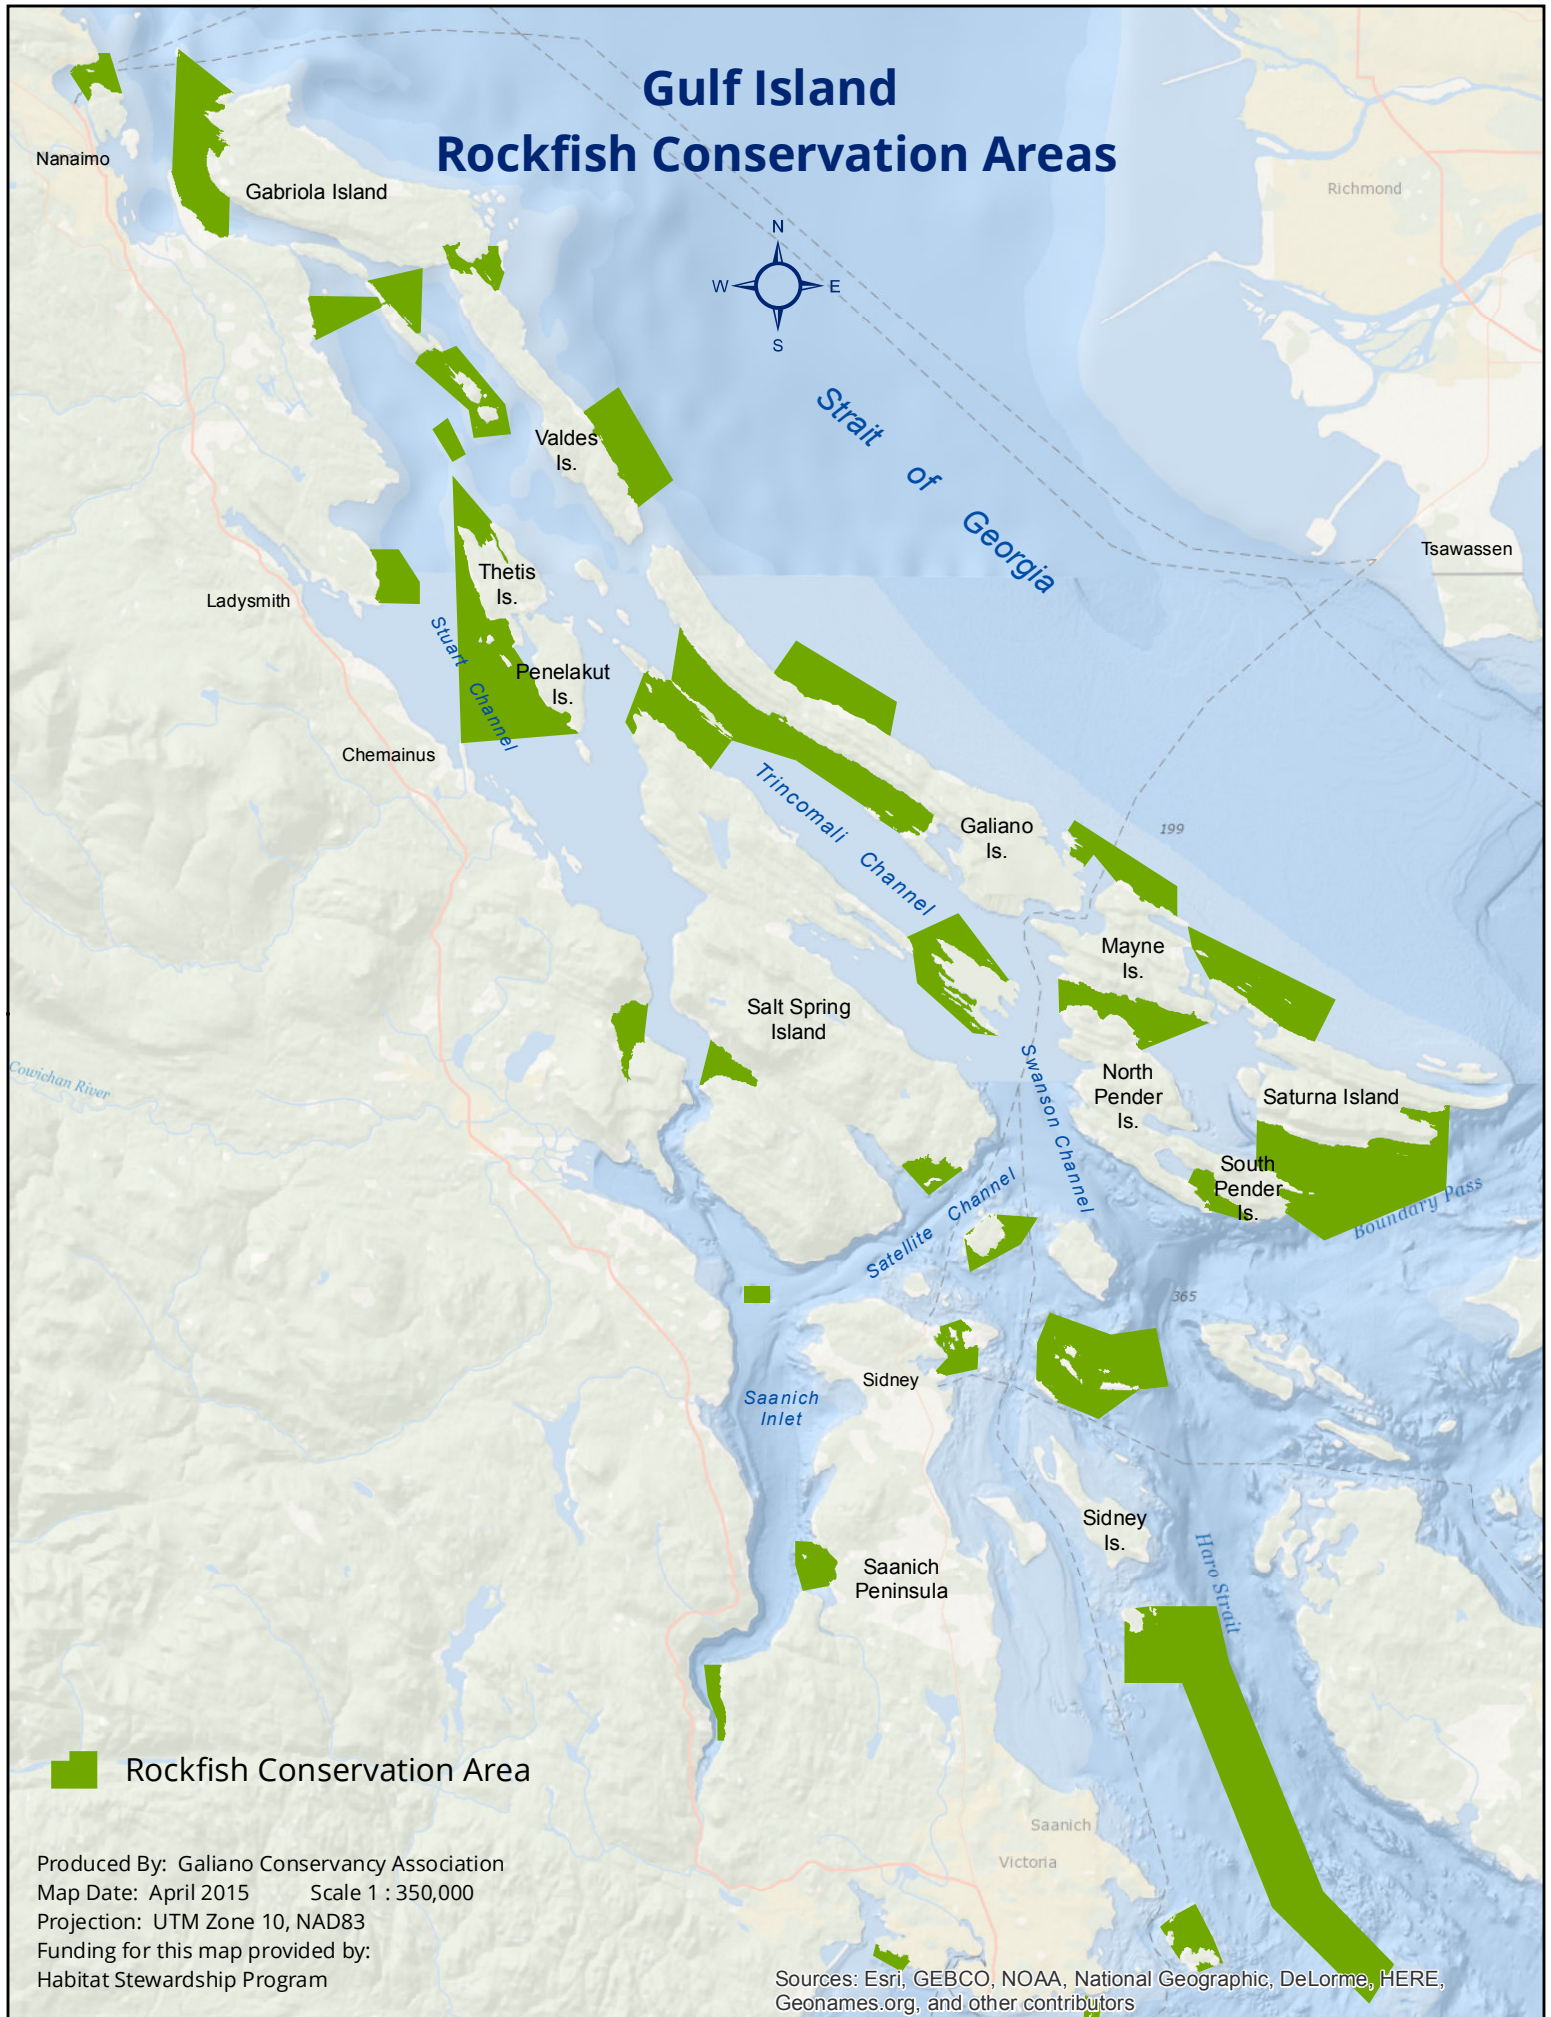 Gulf Island
Rockfish Conservation Areas
Nanaimo
Gabriola Island
Richmond
N
W
E
S
Strait of Georgia
Valdes
Is.
Tsawassen
Thetis
Is.
Ladysmith
Stuart Channel
Penelakut
Is.
Chemainus
Trincomali Channel
Galiano
Is.
199
Mayne
Is.
Salt Spring
Island
Swanson Channel
Cowichan River
North
Pender
Is.
Saturna Island
South
Pender
Is.
Boundary Pass
Satellite Channel
365
Sidney
Saanich
Inlet
Sidney
Is.
Haro Strait
Saanich
Peninsula
Rockfish Conservation Area
Saanich
Victoria
Produced By: Galiano Conservancy Association
Map Date: April 2015 Scale 1 : 350,000
Projection: UTM Zone 10, NAD83
Funding for this map provided by:
Habitat Stewardship Program
Sources: Esri, GEBCO, NOAA, National Geographic, DeLorme, HERE,
Geonames.org, and other contributors